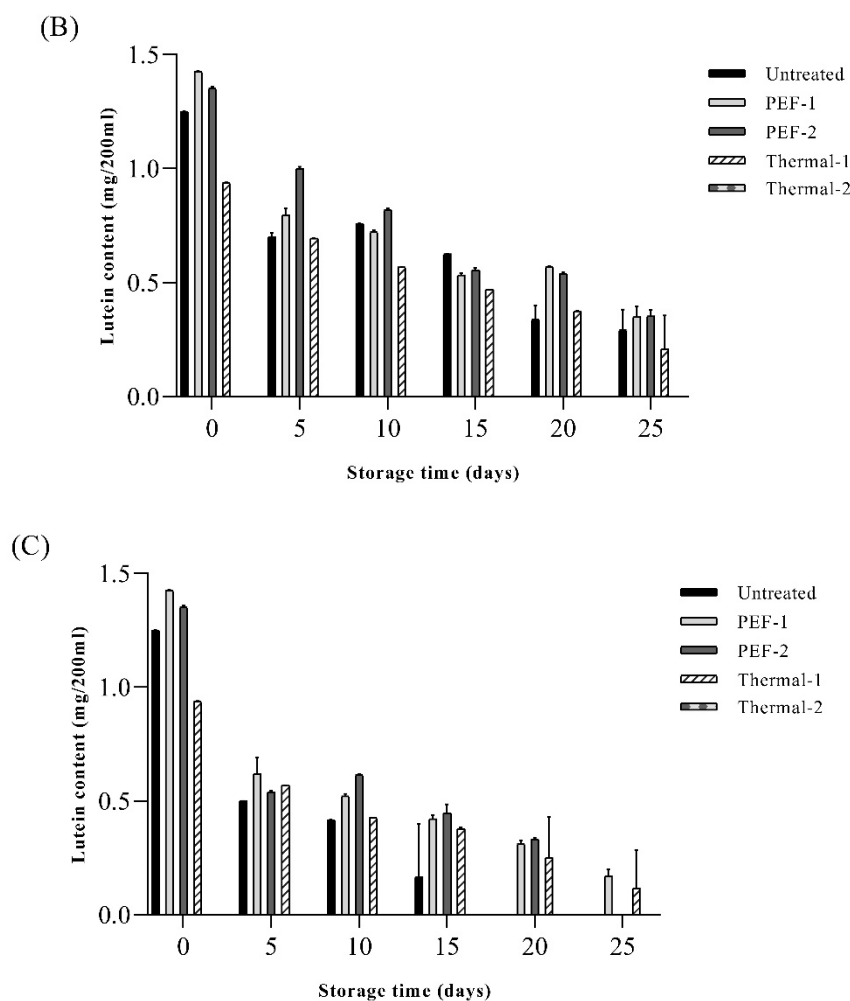 (B)
1.5
1.0
0.5
0.0
Lutein content (mg/200ml)
0 5 10 15 20 25
Storage time (days)
Untreated
PEF-1
PEF-2
Thermal-1
Thermal-2
(C)
1.5
1.0
0.5
0.0
Lutein content (mg/200ml)
0 5 10 15 20 25
Storage time (days)
Untreated
PEF-1
PEF-2
Thermal-1
Thermal-2